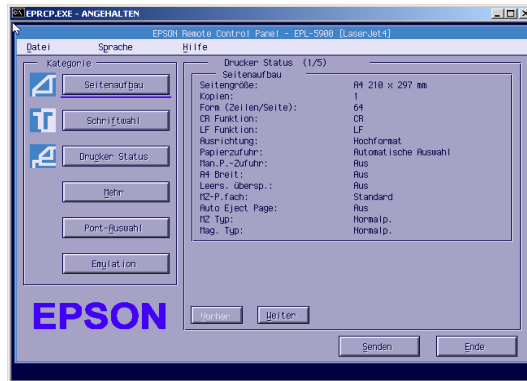 EPRCP.EXE - ANGEHALTEN
EPSON Remote Control Panel - EPL-5900 [LaserJet4]
Datei Sprache Hilfe
Kategorie
Seitenaufbau
Schriftwahl
Drucker Status
Mehr
Port-Auswahl
Emulation
EPSON
Drucker Status (1/5)
Seitenaufbau
Seitengröße: A4 210 x 297 mm
Kopien: 1
Form (Zeilen/Seite): 64
CR Funktion: CR
LF Funktion: LF
Ausrichtung: Hochformat
Papierzufuhr: Automatische Auswahl
Man.P.-Zufuhr: Aus
A4 Breit: Aus
Leers. übersp.: Aus
MZ-P.fach: Standard
Auto Eject Page: Aus
MZ Typ: Normalp.
Mag. Typ: Normalp.
Vorher Weiter
Senden Ende